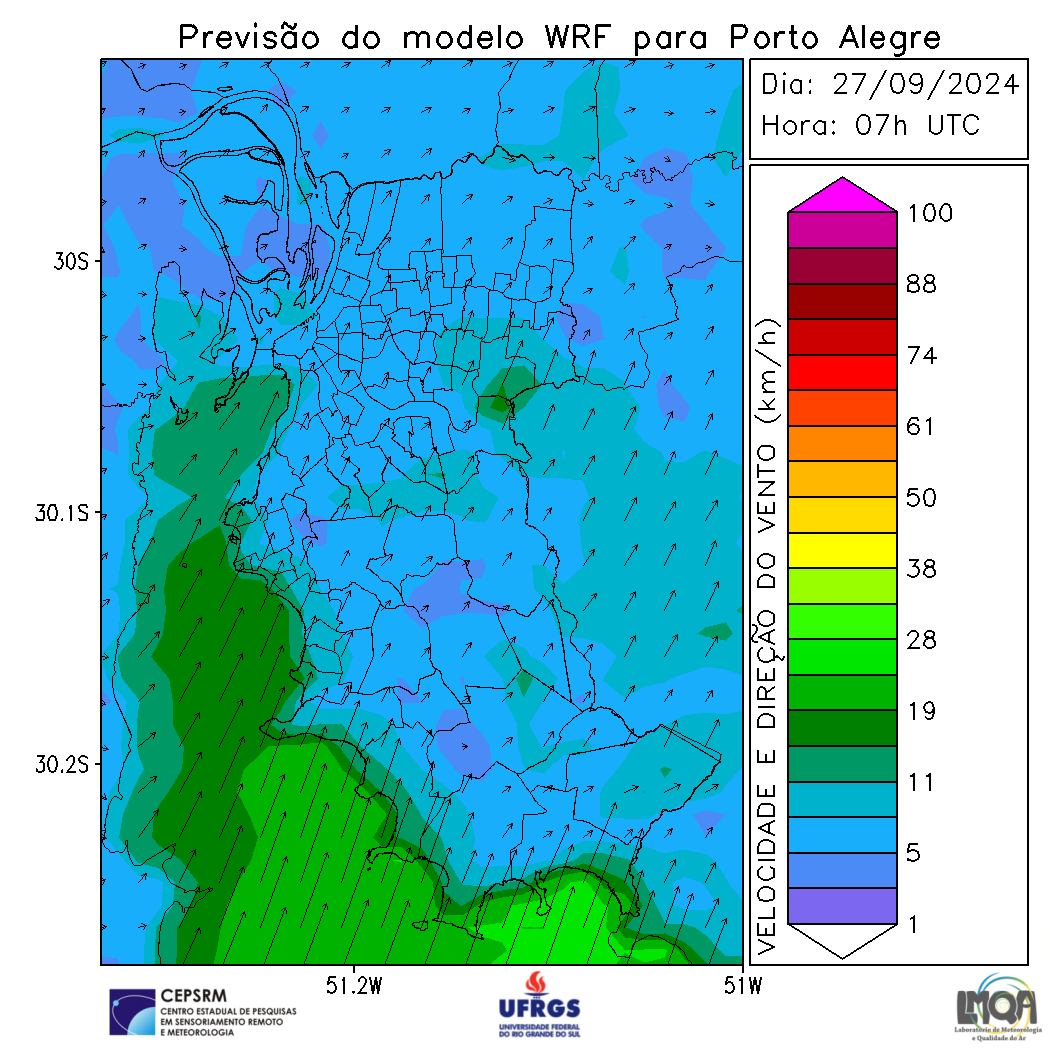 Previsão do modelo WRF para Porto Alegre
Dia: 27/09/2024
Hora: 07h UTC
30S
30.1S
30.2S
51.2W
51W
VELOCIDADE E DIREÇÃO DO VENTO (km/h)
100
88
74
61
50
38
28
19
11
5
1
CEPSRM
CENTRO ESTADUAL DE PESQUISAS
EM SENSORIAMENTO REMOTO
E METEOROLOGIA
UFRGS
UNIVERSIDADE FEDERAL
DO RIO GRANDE DO SUL
LMQA
Laboratório de Meteorologia
e Qualidade do Ar